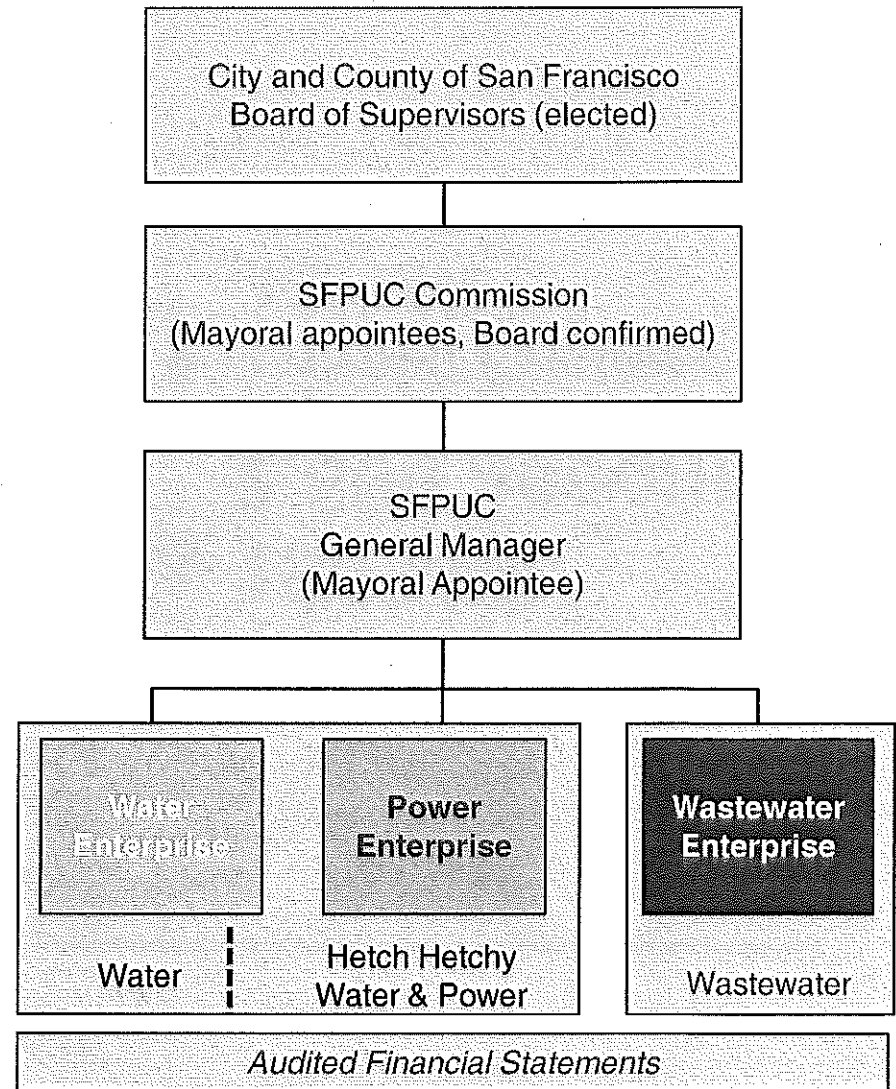 City and County of San Francisco
Board of Supervisors (elected)
SFPUC Commission
(Mayoral appointees, Board confirmed)
SFPUC
General Manager
(Mayoral Appointee)
Water
Enterprise
Power
Enterprise
Wastewater
Enterprise
Water
Hetch Hetchy
Water & Power
Wastewater
Audited Financial Statements